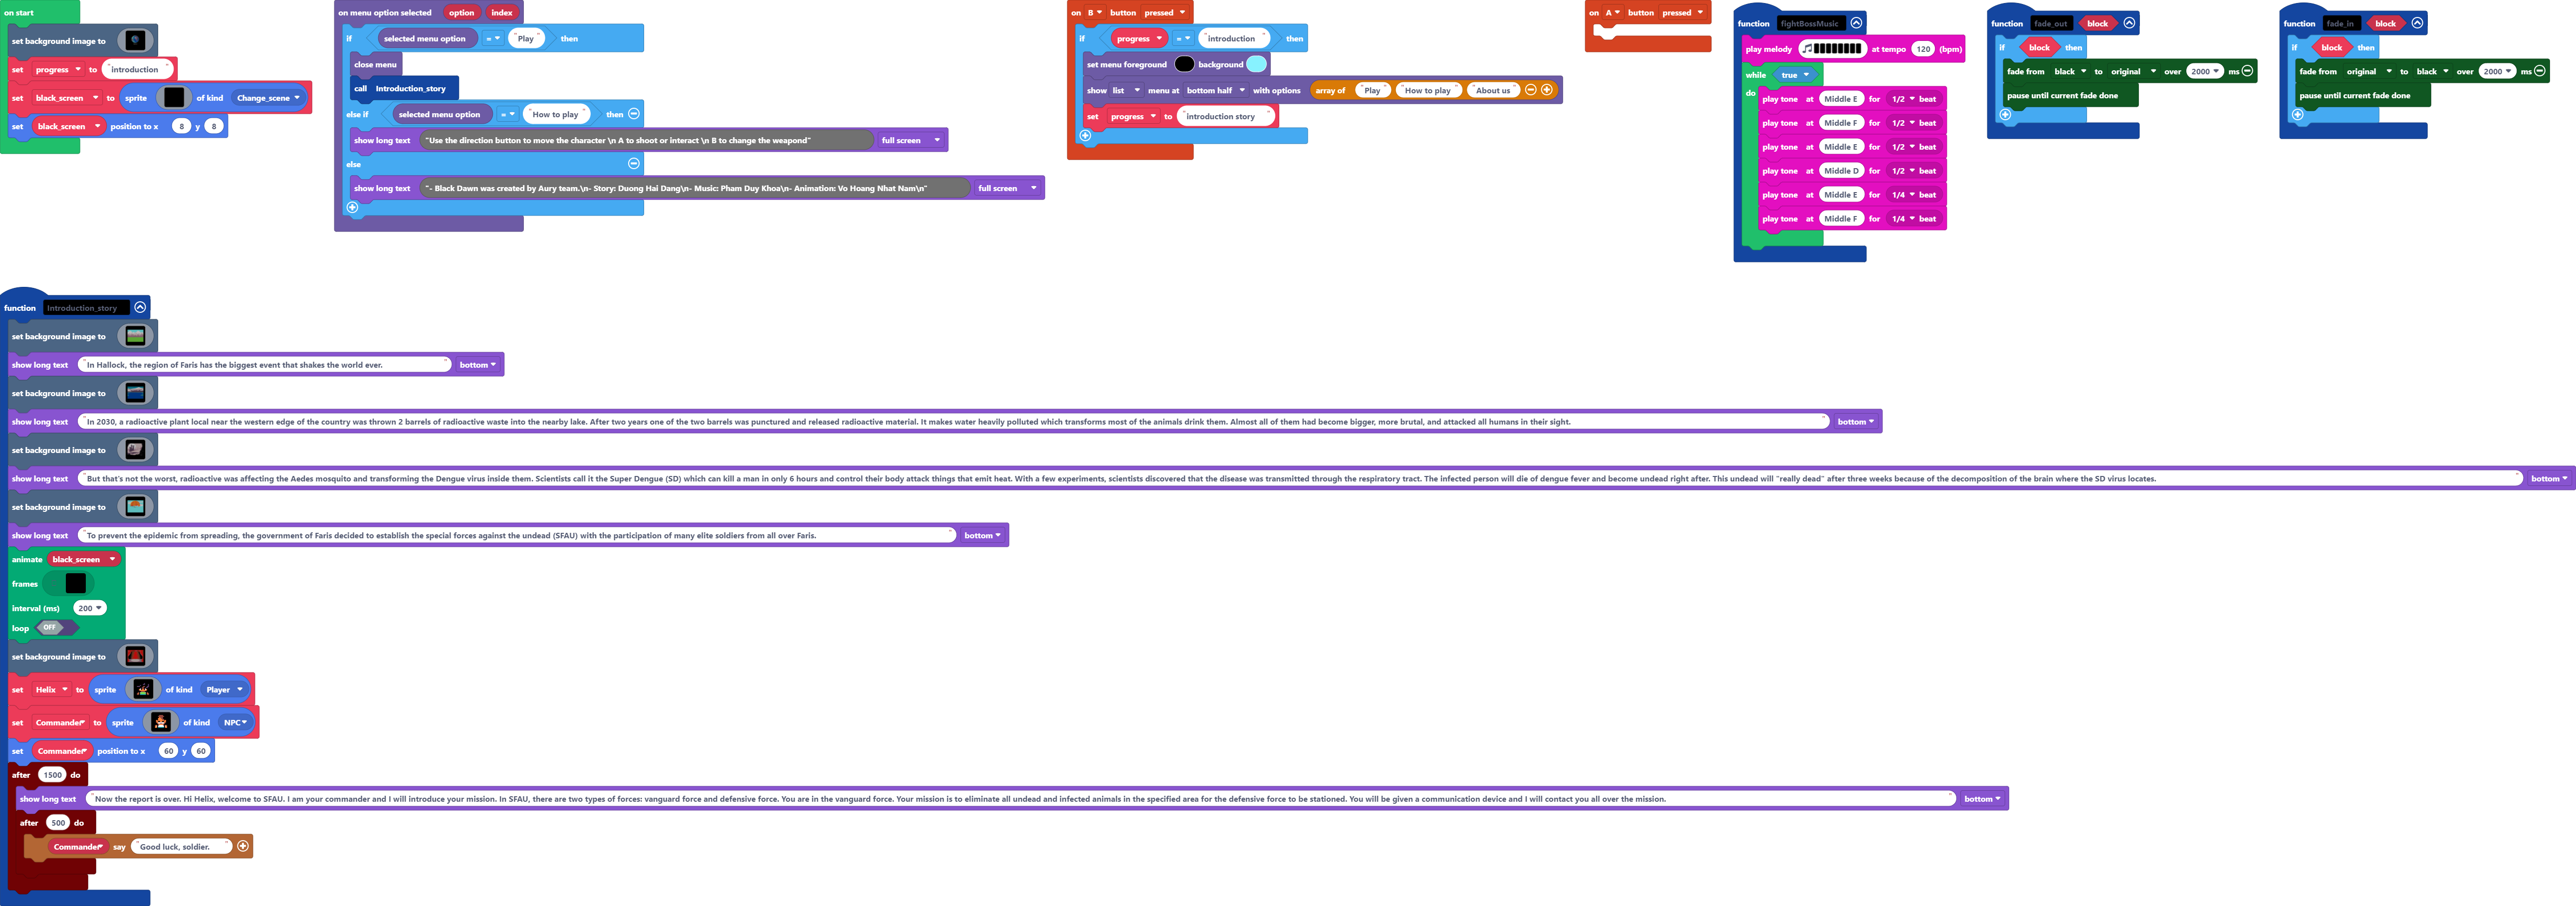 on start
set background image to
set progress to "introduction"
set black_screen to sprite of kind Change_scene
set black_screen position to x 8 y 8
on menu option selected option index
if selected menu option = "Play" then
close menu
call Introduction_story
else if selected menu option = "How to play" then
show long text "Use the direction button to move the character \n A to shoot or interact \n B to change the weapond" full screen
else
show long text "- Black Dawn was created by Aury team.\n- Story: Duong Hai Dang\n- Music: Pham Duy Khoa\n- Animation: Vo Hoang Nhat Nam\n" full screen
on B button pressed
if progress = "introduction" then
set menu foreground background
show list menu at bottom half with options array of "Play" "How to play" "About us"
set progress to "introduction story"
on A button pressed
function fightBossMusic
play melody at tempo 120 (bpm)
while true
do play tone at Middle E for 1/2 beat
play tone at Middle F for 1/2 beat
play tone at Middle E for 1/2 beat
play tone at Middle D for 1/2 beat
play tone at Middle E for 1/4 beat
play tone at Middle F for 1/4 beat
function fade_out block
if block then
fade from black to original over 2000 ms
pause until current fade done
function fade_in block
if block then
fade from original to black over 2000 ms
pause until current fade done
function Introduction_story
set background image to
show long text "In Hallock, the region of Faris has the biggest event that shakes the world ever. " bottom
set background image to
show long text "In 2030, a radioactive plant local near the western edge of the country was thrown 2 barrels of radioactive waste into the nearby lake. After two years one of the two barrels was punctured and released radioactive material. It makes water heavily polluted which transforms most of the animals drink them. Almost all of them had become bigger, more brutal, and attacked all humans in their sight. " bottom
set background image to
show long text "But that's not the worst, radioactive was affecting the Aedes mosquito and transforming the Dengue virus inside them. Scientists call it the Super Dengue (SD) which can kill a man in only 6 hours and control their body attack things that emit heat. With a few experiments, scientists discovered that the disease was transmitted through the respiratory tract. The infected person will die of dengue fever and become undead right after. This undead will "really dead" after three weeks because of the decomposition of the brain where the SD virus locates. " bottom
set background image to
show long text "To prevent the epidemic from spreading, the government of Faris decided to establish the special forces against the undead (SFAU) with the participation of many elite soldiers from all over Faris. " bottom
animate black_screen
frames
interval (ms) 200
loop OFF
set background image to
set Helix to sprite of kind Player
set Commander to sprite of kind NPC
set Commander position to x 60 y 60
after 1500 do
show long text "Now the report is over. Hi Helix, welcome to SFAU. I am your commander and I will introduce your mission. In SFAU, there are two types of forces: vanguard force and defensive force. You are in the vanguard force. Your mission is to eliminate all undead and infected animals in the specified area for the defensive force to be stationed. You will be given a communication device and I will contact you all over the mission. " bottom
after 500 do
Commander say "Good luck, soldier. "